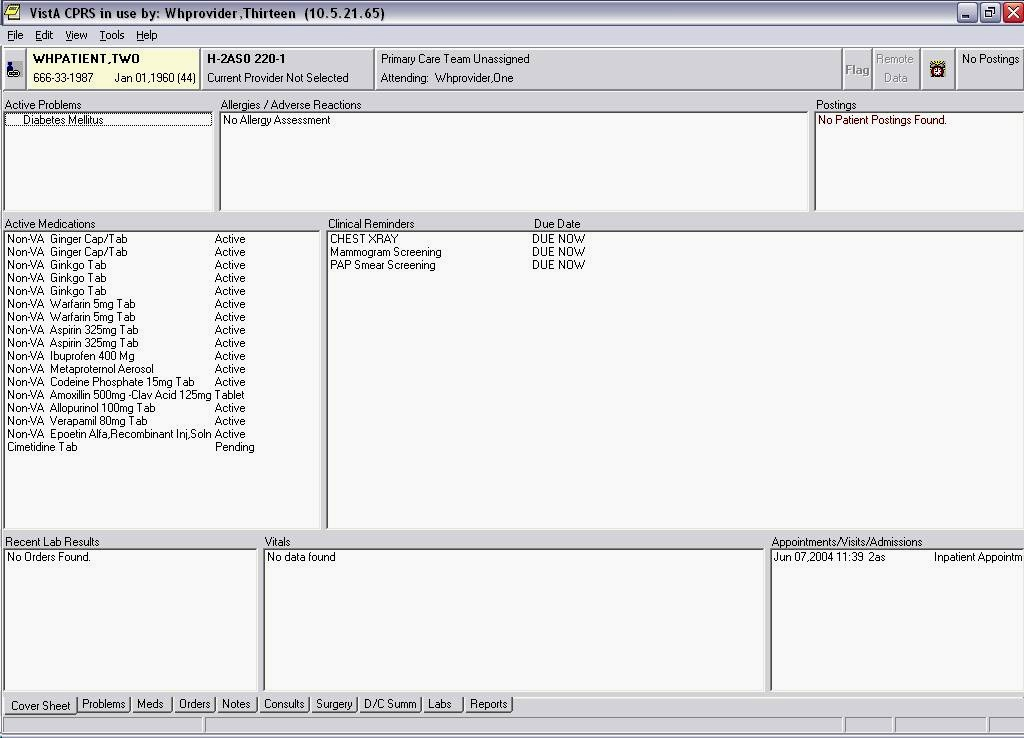 VistA CPRS in use by: Whprovider,Thirteen (10.5.21.65)
File Edit View Tools Help
WHPATIENT,TWO
666-33-1987 Jan 01,1960 (44)
H-2AS0 220-1
Current Provider Not Selected
Primary Care Team Unassigned
Attending: Whprovider,One
Flag
Remote
Data
No Postings
Active Problems
Diabetes Mellitus
Allergies / Adverse Reactions
No Allergy Assessment
Postings
No Patient Postings Found.
Active Medications
Non-VA Ginger Cap/Tab Active
Non-VA Ginger Cap/Tab Active
Non-VA Ginkgo Tab Active
Non-VA Ginkgo Tab Active
Non-VA Ginkgo Tab Active
Non-VA Warfarin 5mg Tab Active
Non-VA Warfarin 5mg Tab Active
Non-VA Aspirin 325mg Tab Active
Non-VA Aspirin 325mg Tab Active
Non-VA Ibuprofen 400 Mg Active
Non-VA Metaproternol Aerosol Active
Non-VA Codeine Phosphate 15mg Tab Active
Non-VA Amoxillin 500mg -Clav Acid 125mg Tablet
Non-VA Allopurinol 100mg Tab Active
Non-VA Verapamil 80mg Tab Active
Non-VA Epoetin Alfa,Recombinant Inj,Soln Active
Cimetidine Tab Pending
Clinical Reminders Due Date
CHEST XRAY DUE NOW
Mammogram Screening DUE NOW
PAP Smear Screening DUE NOW
Recent Lab Results
No Orders Found.
Vitals
No data found
Appointments/Visits/Admissions
Jun 07,2004 11:39 2as Inpatient Appointm
Cover Sheet Problems Meds Orders Notes Consults Surgery D/C Summ Labs Reports